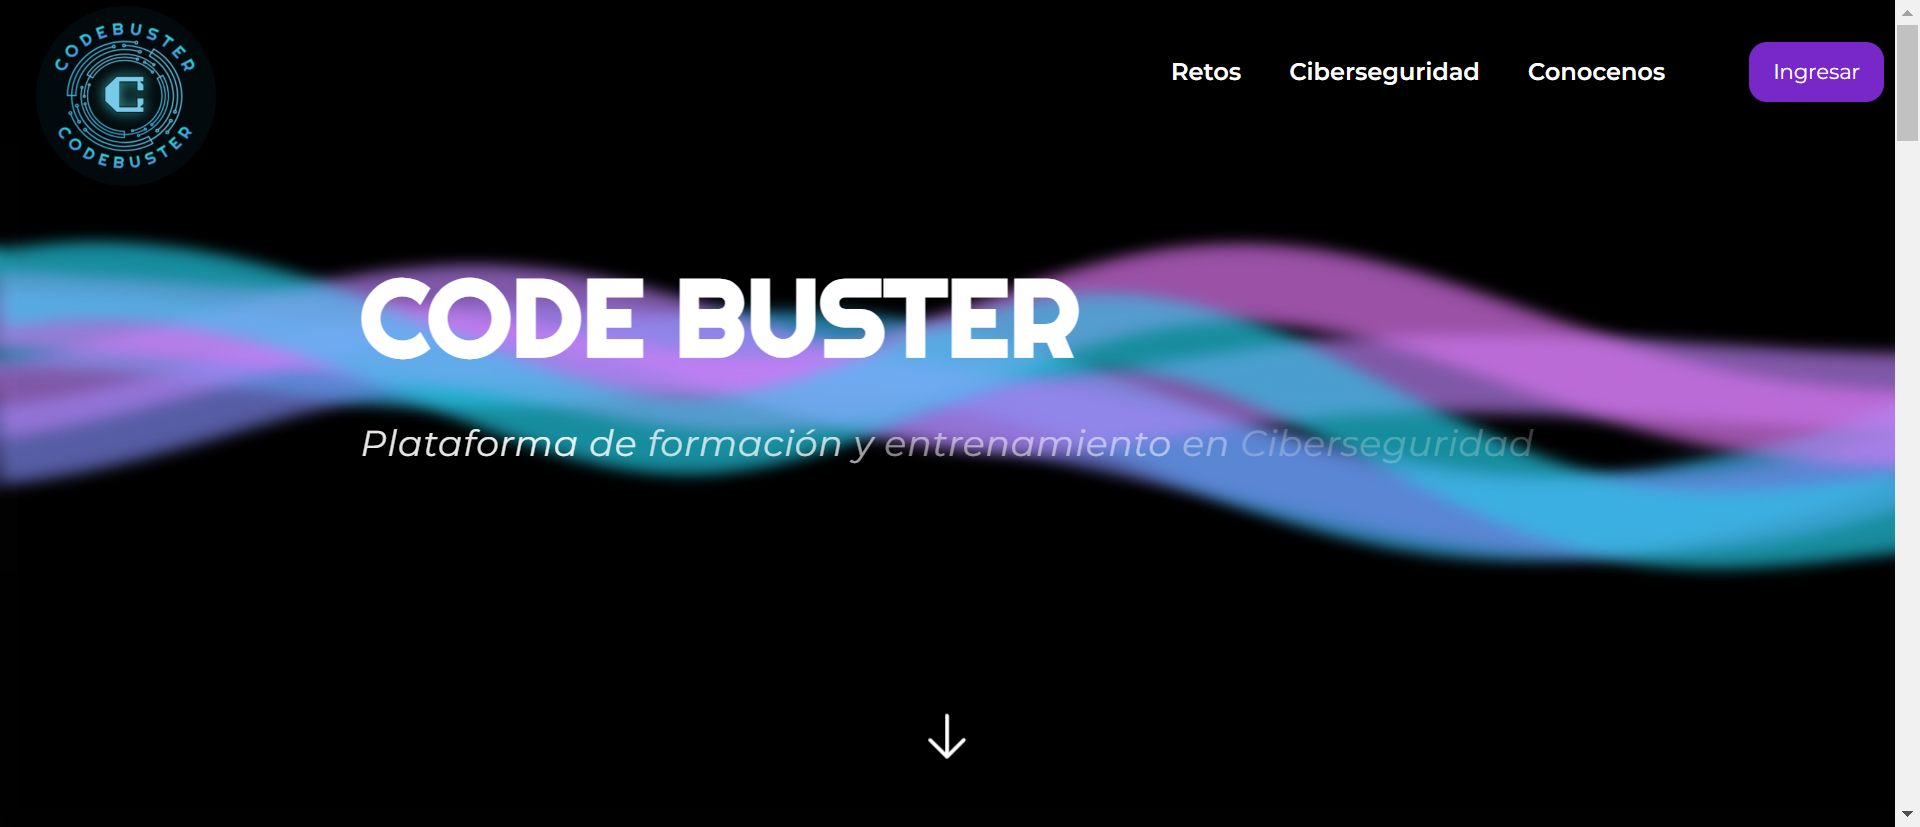 CODEBUSTER
C
CODEBUSTER
Retos Ciberseguridad Conocenos Ingresar
CODE BUSTER
Plataforma de formación y entrenamiento en Ciberseguridad